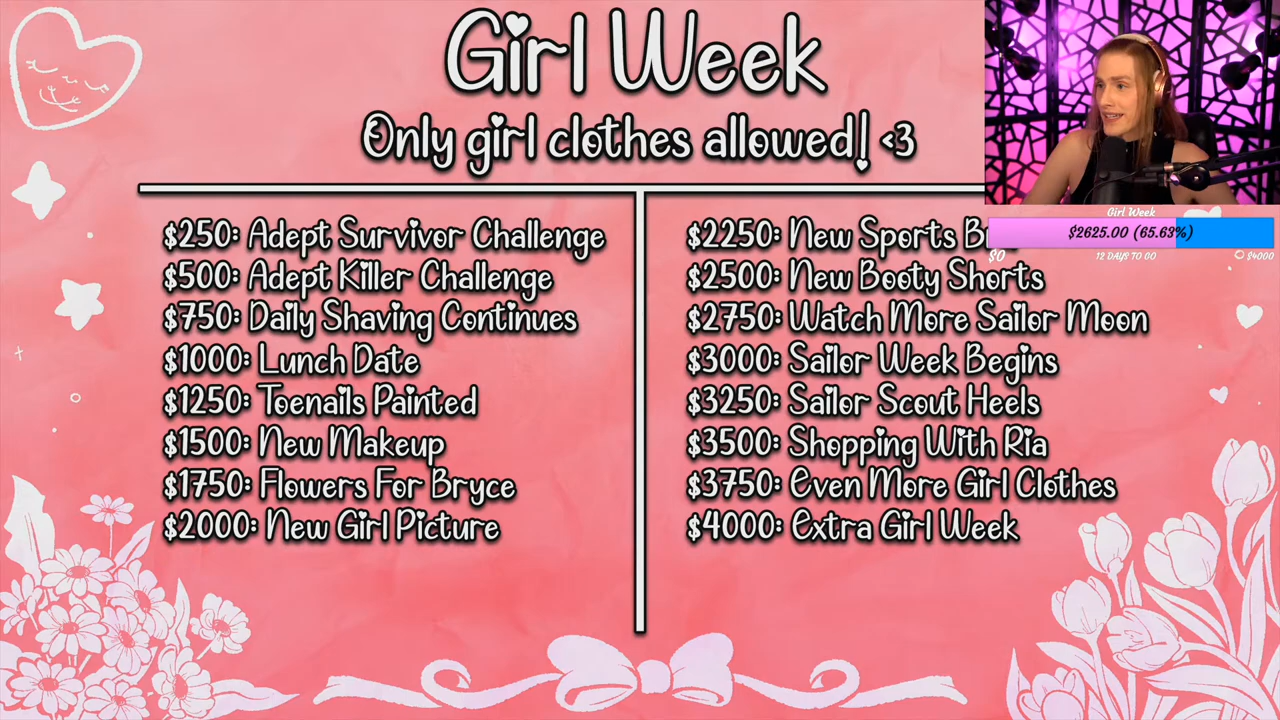 Girl Week
Only girl clothes allowed! <3
$250: Adept Survivor Challenge
$500: Adept Killer Challenge
$750: Daily Shaving Continues
$1000: Lunch Date
$1250: Toenails Painted
$1500: New Makeup
$1750: Flowers For Bryce
$2000: New Girl Picture
$2250: New Sports
$2500: New Booty Shorts
$2750: Watch More Sailor Moon
$3000: Sailor Week Begins
$3250: Sailor Scout Heels
$3500: Shopping With Ria
$3750: Even More Girl Clothes
$4000: Extra Girl Week
Girl Week
$2625.00 (65.63%)
$0 12 DAYS TO GO $4000